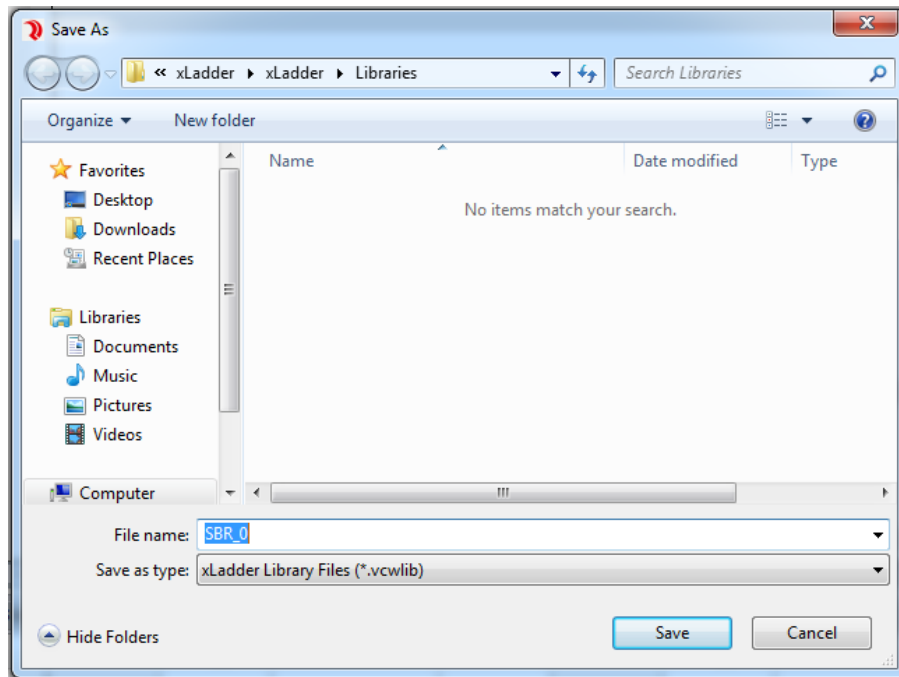 Save As
« xLadder ▸ xLadder ▸ Libraries
Search Libraries
Organize ▾ New folder
Name Date modified Type
No items match your search.
Favorites
Desktop
Downloads
Recent Places
Libraries
Documents
Music
Pictures
Videos
Computer
File name: SBR_0
Save as type: xLadder Library Files (*.vcwlib)
Hide Folders
Save Cancel